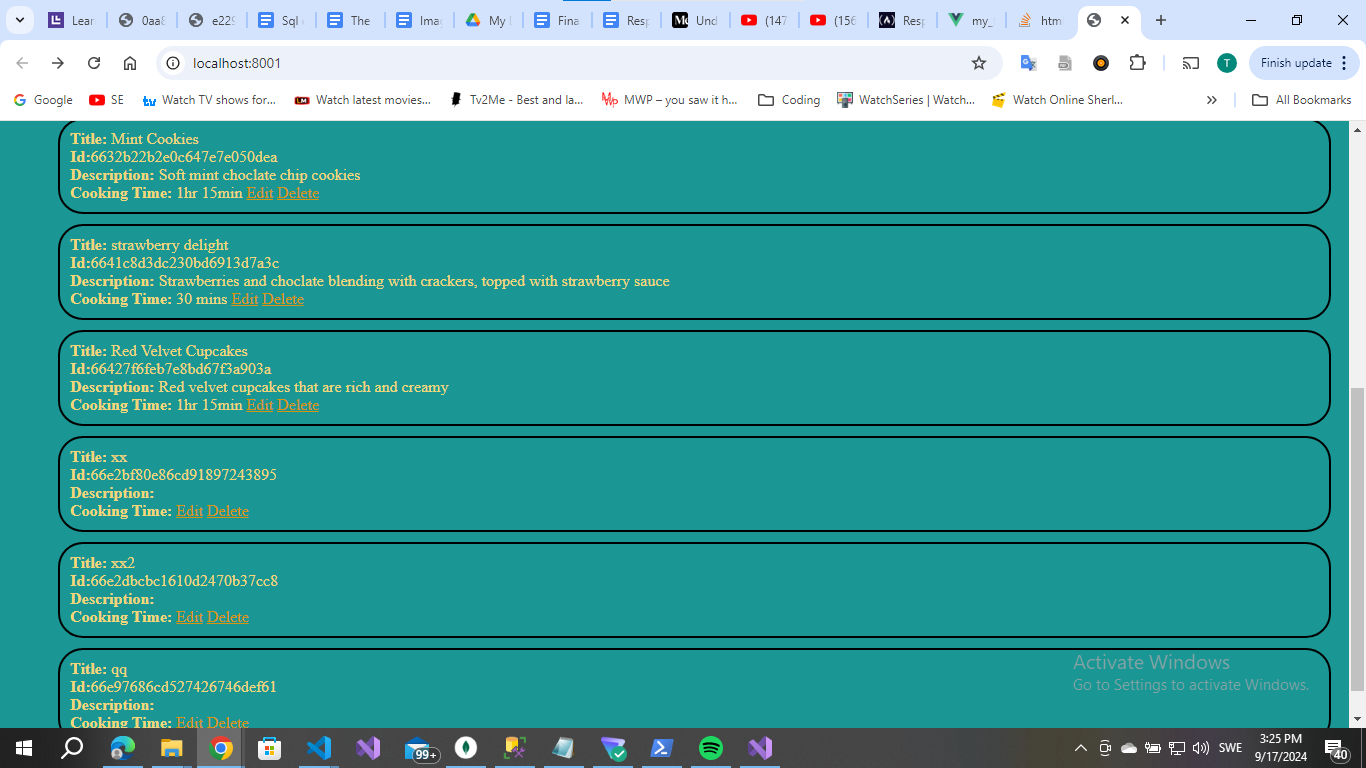 Lear
0aa8
e229
Sql
The
Ima
My
Fina
Resp
Und
(147
(156
Resp
my_
htm
localhost:8001
T
Finish update
Google
SE
Watch TV shows for...
Watch latest movies...
Tv2Me - Best and la...
MWP – you saw it h...
Coding
WatchSeries | Watch...
Watch Online Sherl...
All Bookmarks
Title: Mint Cookies
Id:6632b22b2e0c647e7e050dea
Description: Soft mint choclate chip cookies
Cooking Time: 1hr 15min Edit Delete
Title: strawberry delight
Id:6641c8d3dc230bd6913d7a3c
Description: Strawberries and choclate blending with crackers, topped with strawberry sauce
Cooking Time: 30 mins Edit Delete
Title: Red Velvet Cupcakes
Id:66427f6feb7e8bd67f3a903a
Description: Red velvet cupcakes that are rich and creamy
Cooking Time: 1hr 15min Edit Delete
Title: xx
Id:66e2bf80e86cd91897243895
Description:
Cooking Time: Edit Delete
Title: xx2
Id:66e2dbcbc1610d2470b37cc8
Description:
Cooking Time: Edit Delete
Title: qq
Id:66e97686cd527426746def61
Description:
Cooking Time: Edit Delete
Activate Windows
Go to Settings to activate Windows.
99+
SWE
3:25 PM
9/17/2024
40